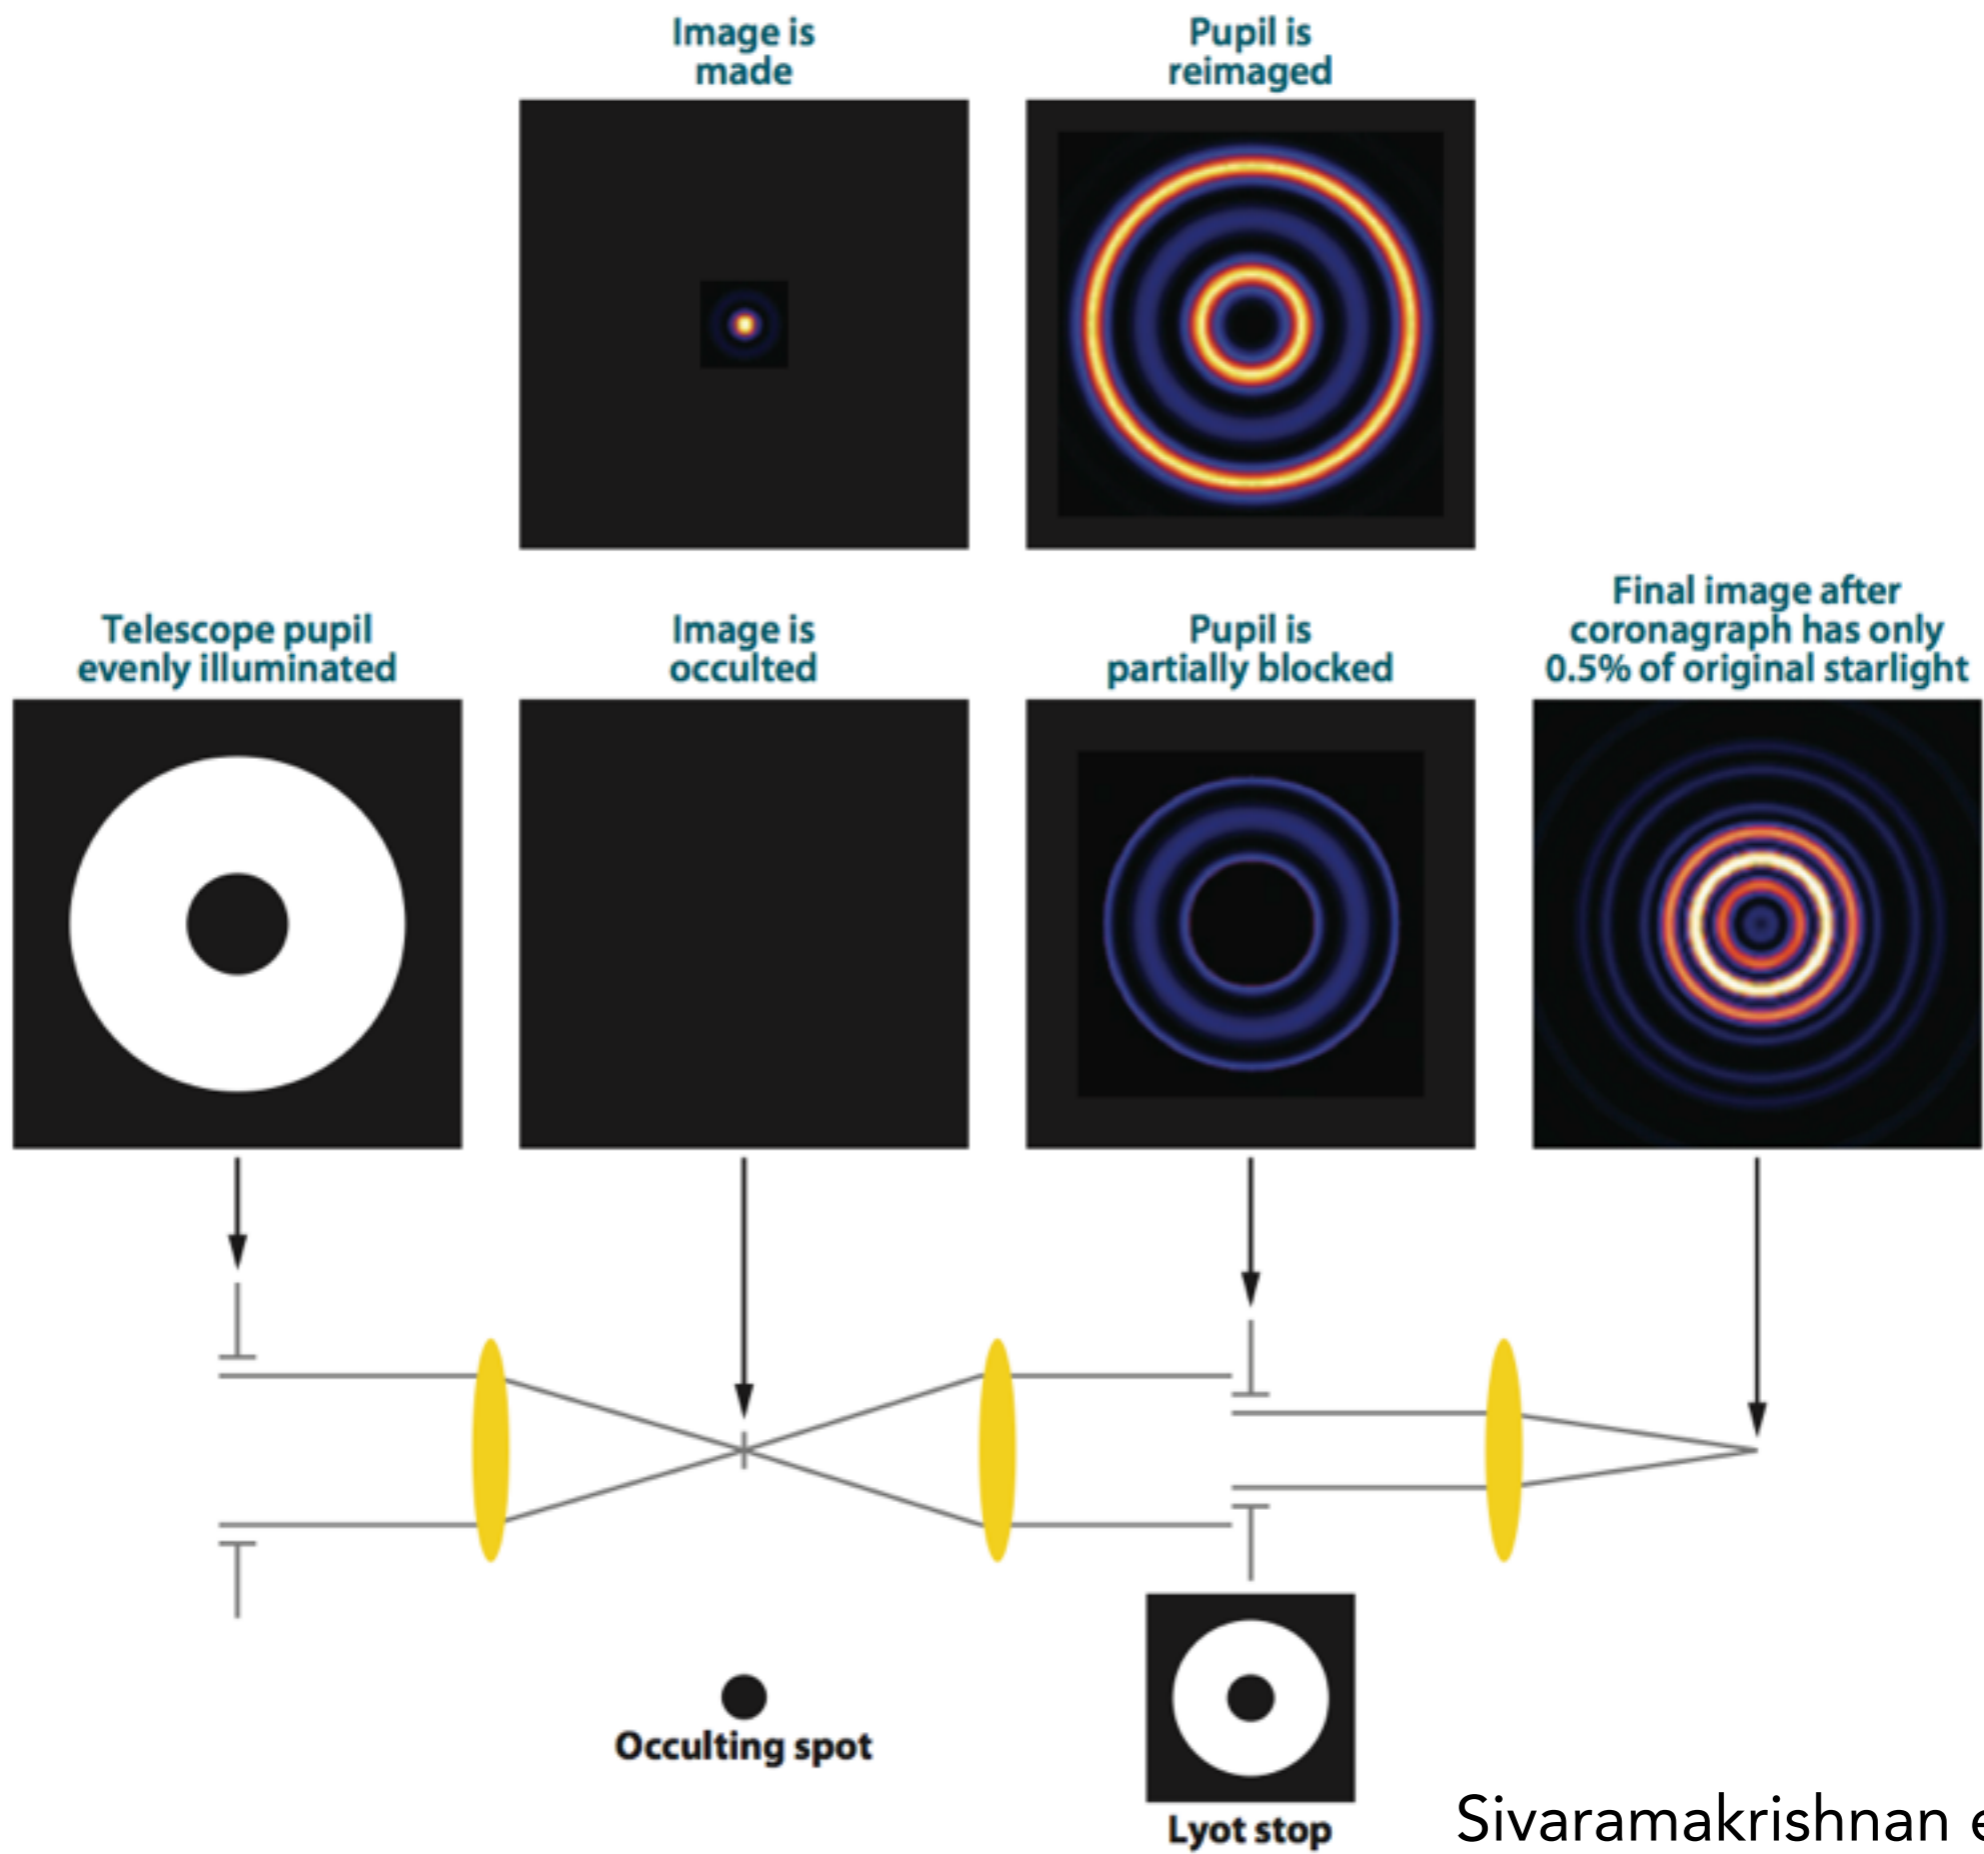 Image is
made
Pupil is
reimaged
Telescope pupil
evenly illuminated
Image is
occulted
Pupil is
partially blocked
Final image after
coronagraph has only
0.5% of original starlight
Occulting spot
Lyot stop
Sivaramakrishnan